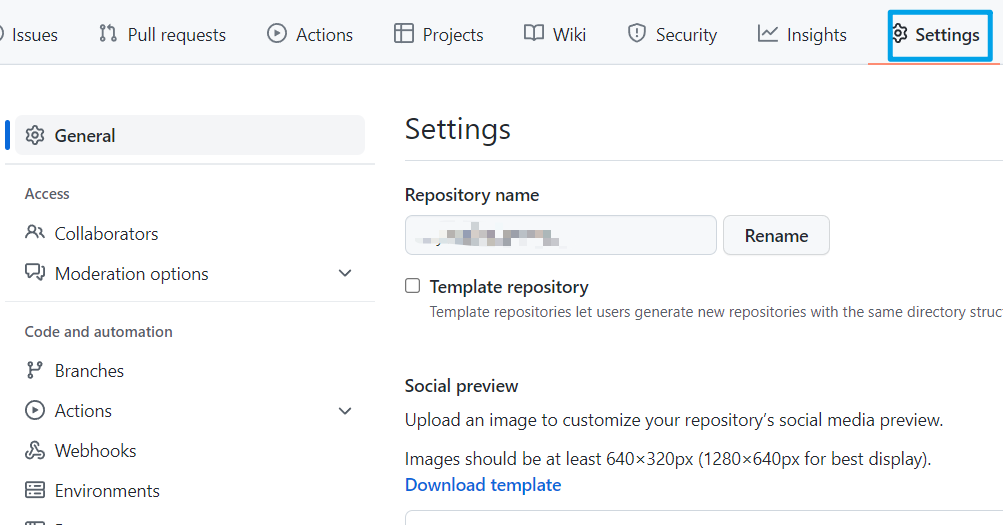 Issues Pull requests Actions Projects Wiki Security Insights Settings
General
Access
Collaborators
Moderation options
Code and automation
Branches
Actions
Webhooks
Environments
Settings
Repository name
Rename
Template repository
Template repositories let users generate new repositories with the same directory
Social preview
Upload an image to customize your repository’s social media preview.
Images should be at least 640×320px (1280×640px for best display).
Download template